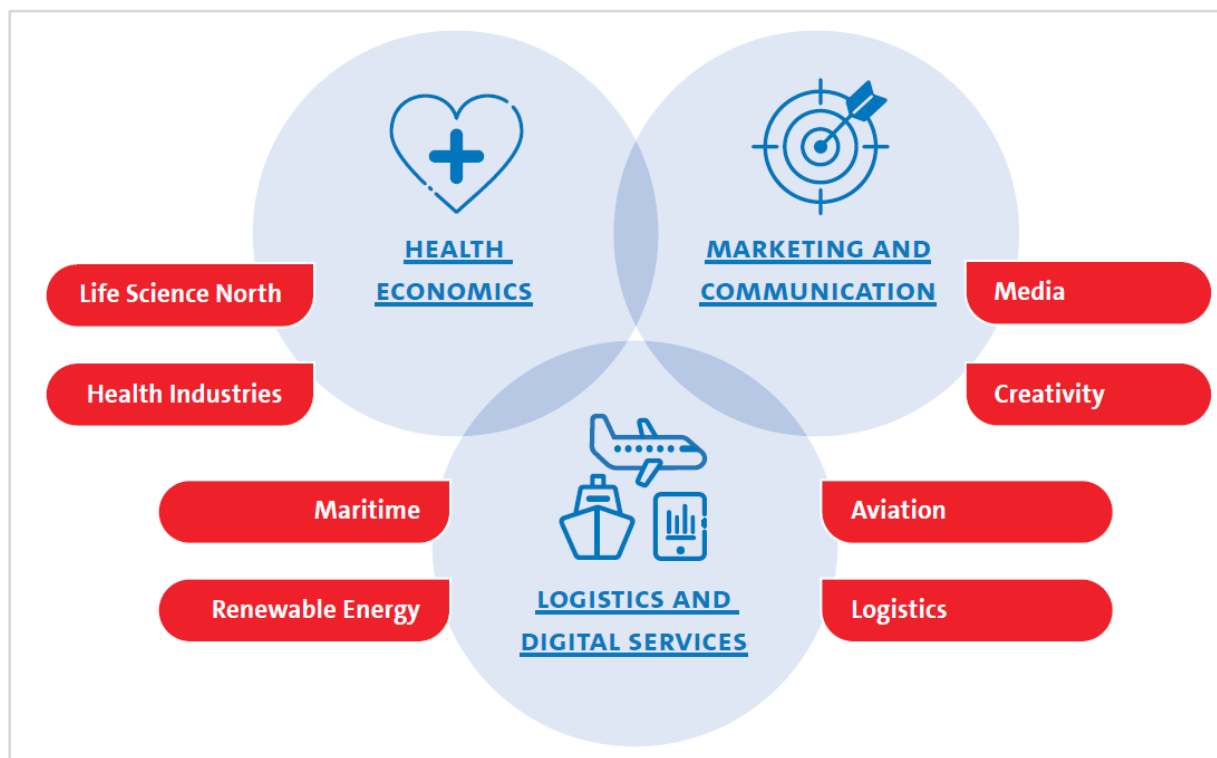 HEALTH
ECONOMICS
MARKETING AND
COMMUNICATION
Life Science North
Media
Health Industries
Creativity
Maritime
Aviation
Renewable Energy
Logistics
LOGISTICS AND
DIGITAL SERVICES